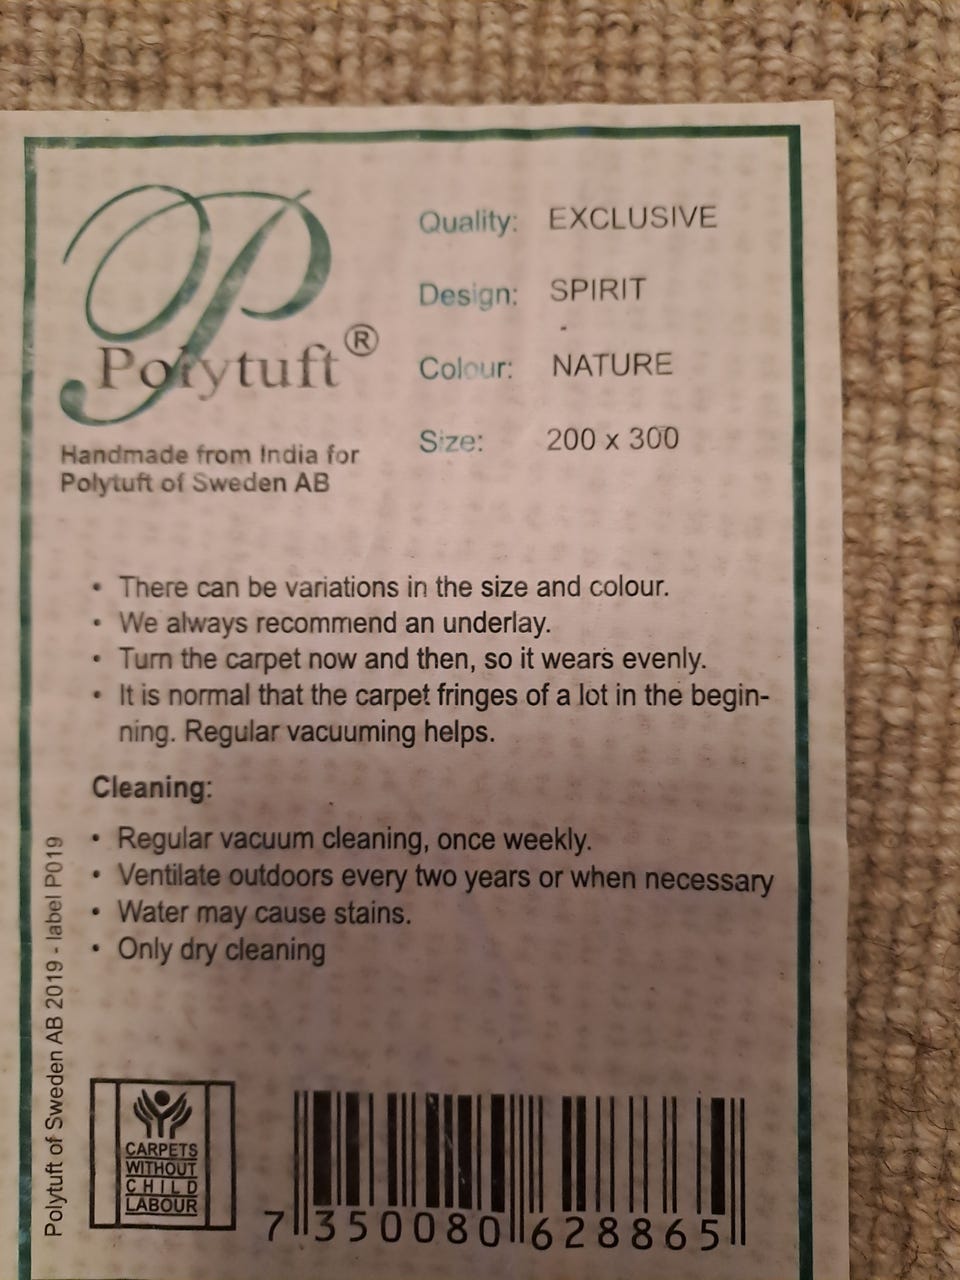 Polytuft®
Handmade from India for
Polytuft of Sweden AB
Quality: EXCLUSIVE
Design: SPIRIT
Colour: NATURE
Size: 200 x 300
• There can be variations in the size and colour.
• We always recommend an underlay.
• Turn the carpet now and then, so it wears evenly.
• It is normal that the carpet fringes of a lot in the begin-
ning. Regular vacuuming helps.
Cleaning:
• Regular vacuum cleaning, once weekly.
• Ventilate outdoors every two years or when necessary
• Water may cause stains.
• Only dry cleaning
Polytuft of Sweden AB 2019 - label P019
CARPETS
WITHOUT
CHILD
LABOUR
7 350080 628865